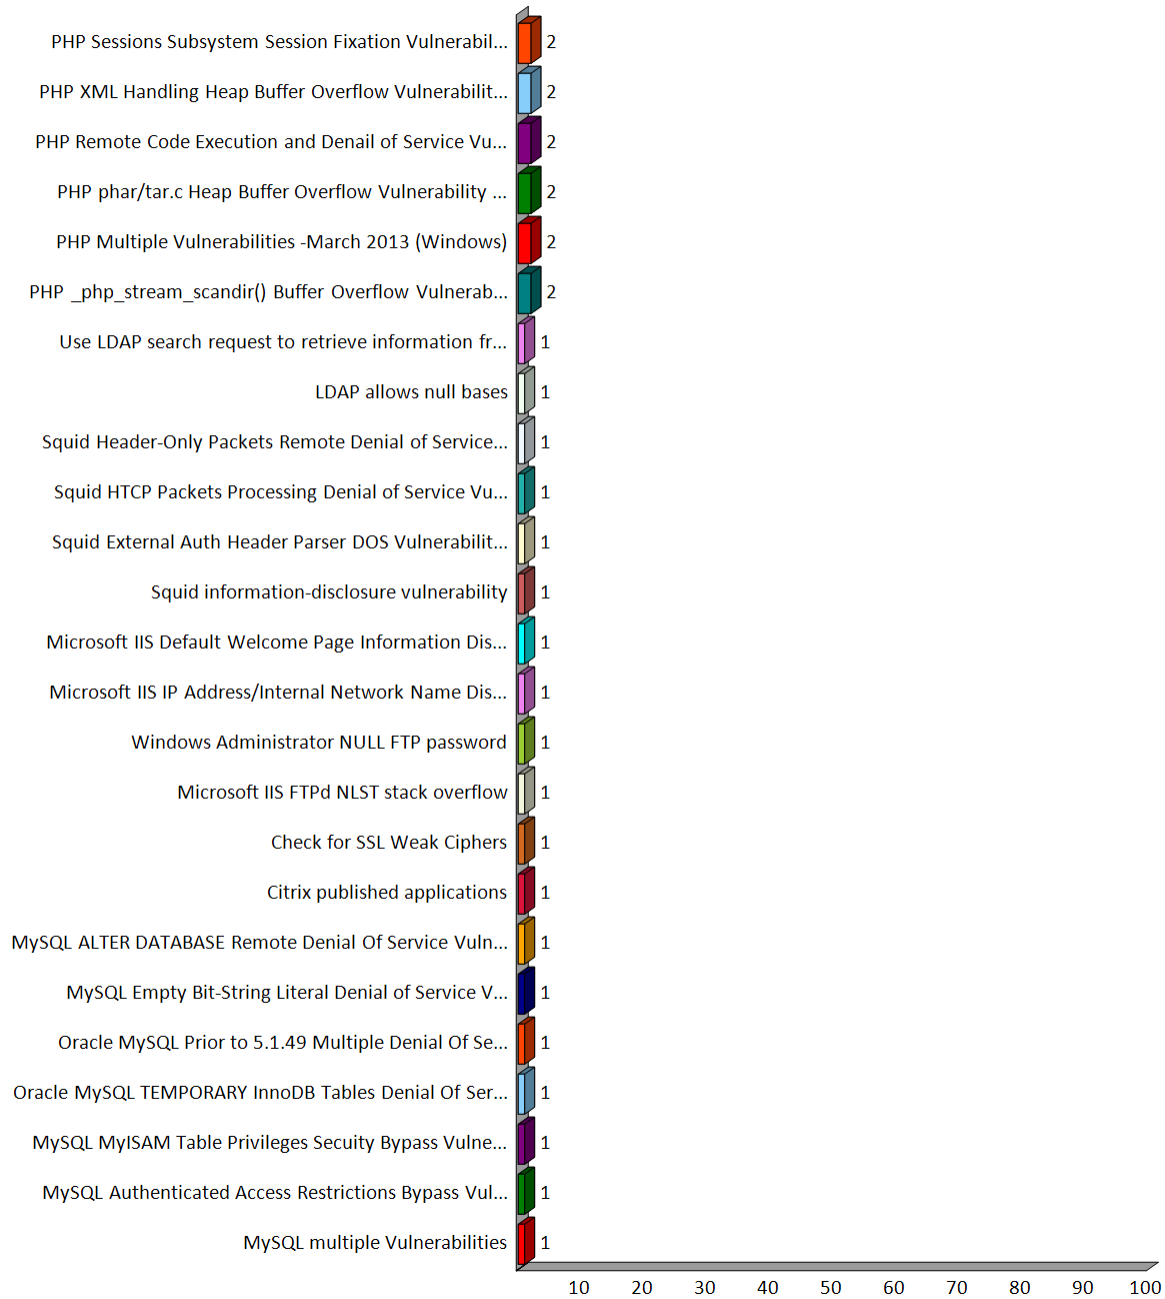 PHP Sessions Subsystem Session Fixation Vulnerabil... 2
PHP XML Handling Heap Buffer Overflow Vulnerabilit... 2
PHP Remote Code Execution and Denail of Service Vu... 2
PHP phar/tar.c Heap Buffer Overflow Vulnerability ... 2
PHP Multiple Vulnerabilities -March 2013 (Windows) 2
PHP _php_stream_scandir() Buffer Overflow Vulnerab... 2
Use LDAP search request to retrieve information fr... 1
LDAP allows null bases 1
Squid Header-Only Packets Remote Denial of Service... 1
Squid HTCP Packets Processing Denial of Service Vu... 1
Squid External Auth Header Parser DOS Vulnerabilit... 1
Squid information-disclosure vulnerability 1
Microsoft IIS Default Welcome Page Information Dis... 1
Microsoft IIS IP Address/Internal Network Name Dis... 1
Windows Administrator NULL FTP password 1
Microsoft IIS FTPd NLST stack overflow 1
Check for SSL Weak Ciphers 1
Citrix published applications 1
MySQL ALTER DATABASE Remote Denial Of Service Vuln... 1
MySQL Empty Bit-String Literal Denial of Service V... 1
Oracle MySQL Prior to 5.1.49 Multiple Denial Of Se... 1
Oracle MySQL TEMPORARY InnoDB Tables Denial Of Ser... 1
MySQL MyISAM Table Privileges Secuity Bypass Vulne... 1
MySQL Authenticated Access Restrictions Bypass Vul... 1
MySQL multiple Vulnerabilities 1
10 20 30 40 50 60 70 80 90 100